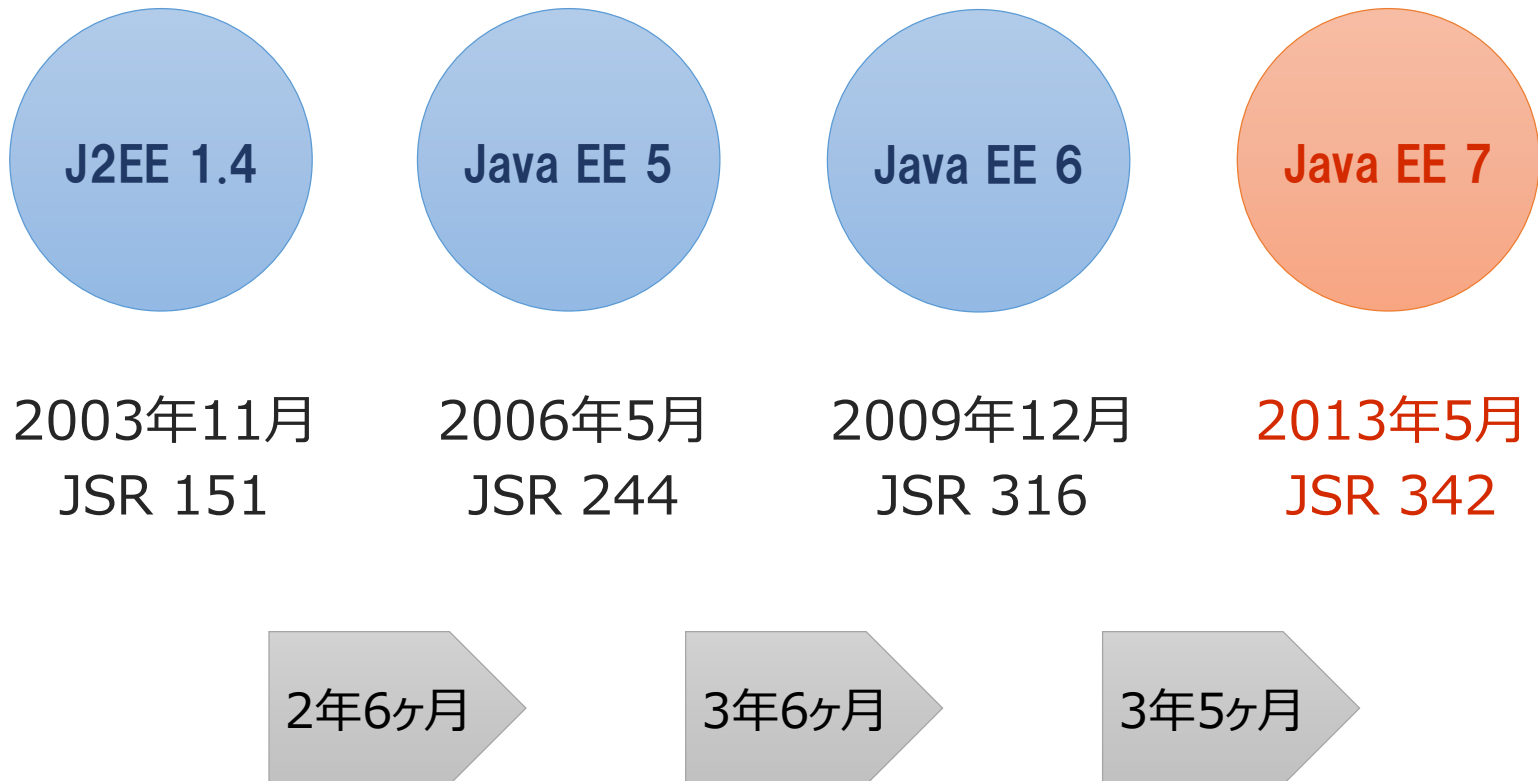 J2EE 1.4
Java EE 5
Java EE 6
Java EE 7
2003年11月
JSR 151
2006年5月
JSR 244
2009年12月
JSR 316
2013年5月
JSR 342
2年6ヶ月
3年6ヶ月
3年5ヶ月